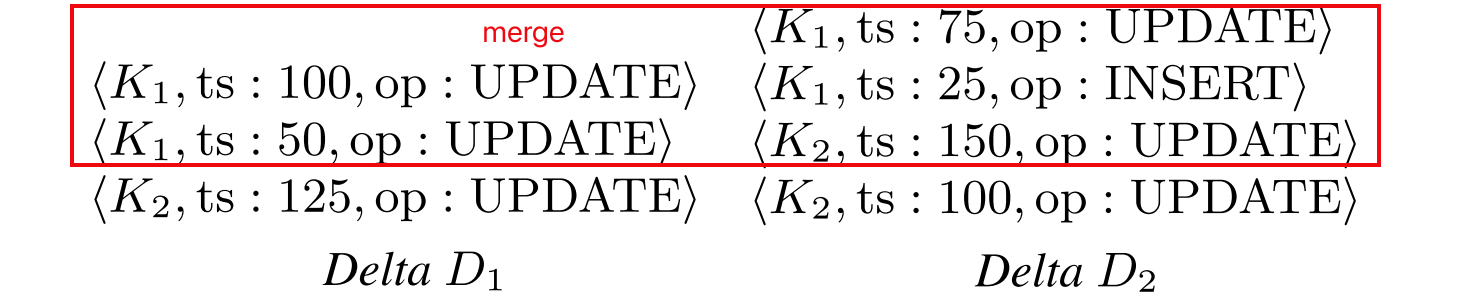 merge
⟨K₁, ts : 100, op : UPDATE⟩
⟨K₁, ts : 50, op : UPDATE⟩
⟨K₂, ts : 125, op : UPDATE⟩
Delta D₁
⟨K₁, ts : 75, op : UPDATE⟩
⟨K₁, ts : 25, op : INSERT⟩
⟨K₂, ts : 150, op : UPDATE⟩
⟨K₂, ts : 100, op : UPDATE⟩
Delta D₂